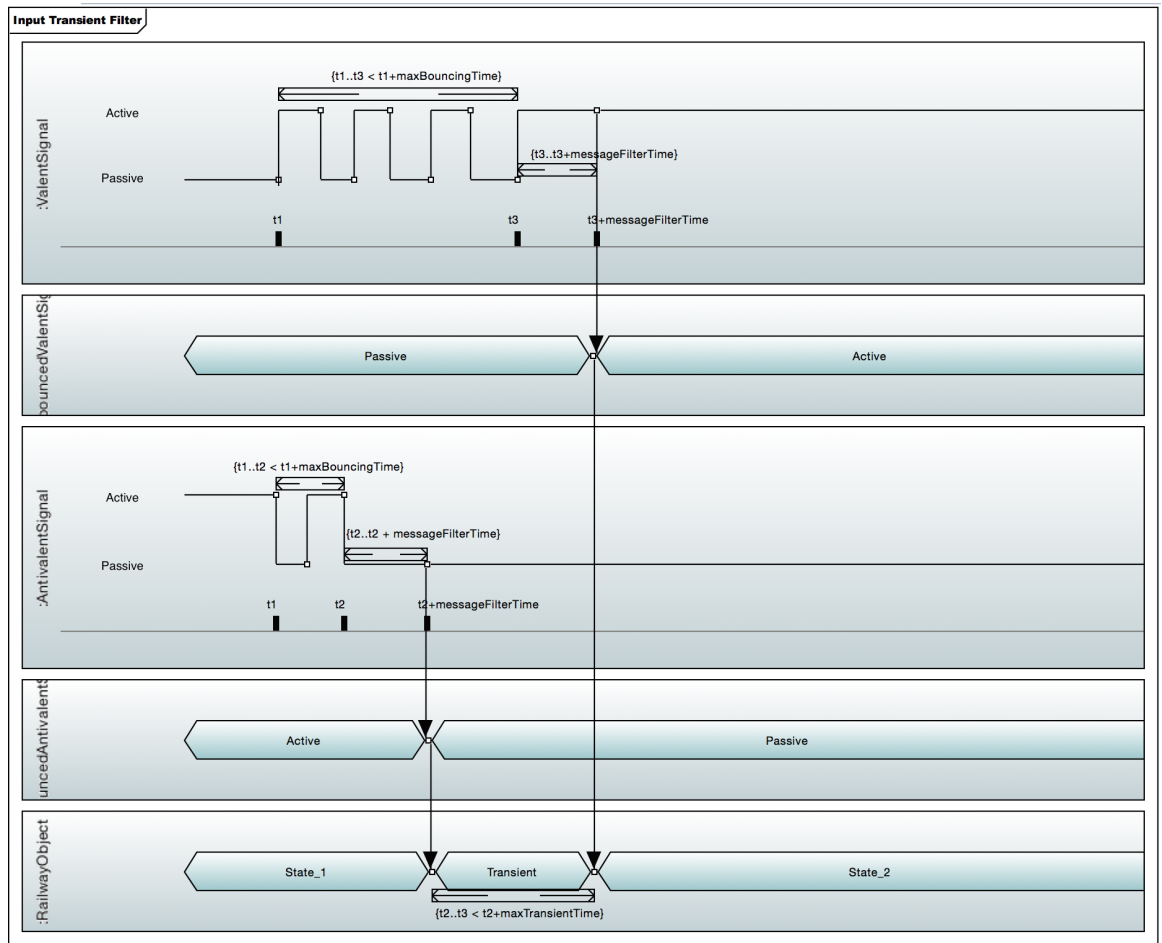 Input Transient Filter
:ValentSignal
{t1..t3 < t1+maxBouncingTime}
Active
{t3..t3+messageFilterTime}
Passive
t1
t3
t3+messageFilterTime
bouncedValentSig
Passive
Active
:AntivalentSignal
{t1..t2 < t1+maxBouncingTime}
Active
{t2..t2 + messageFilterTime}
Passive
t1
t2
t2+messageFilterTime
uncedAntivalentS
Active
Passive
:RailwayObject
State_1
Transient
State_2
{t2..t3 < t2+maxTransientTime}